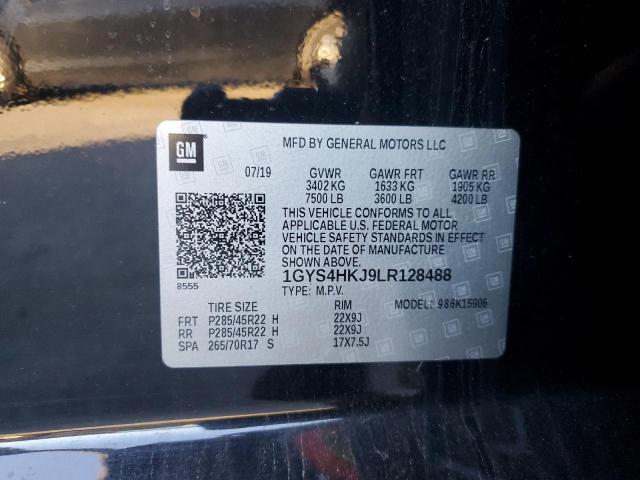 GM
MFD BY GENERAL MOTORS LLC
07/19 GVWR GAWR FRT GAWR RR
3402 KG 1633 KG 1905 KG
7500 LB 3600 LB 4200 LB
THIS VEHICLE CONFORMS TO ALL
APPLICABLE U.S. FEDERAL MOTOR
VEHICLE SAFETY STANDARDS IN EFFECT
ON THE DATE OF MANUFACTURE
SHOWN ABOVE.
8555
1GYS4HKJ9LR128488
TYPE: M.P.V.
TIRE SIZE RIM MODEL: 986K15906
FRT P285/45R22 H 22X9J
RR P285/45R22 H 22X9J
SPA 265/70R17 S 17X7.5J